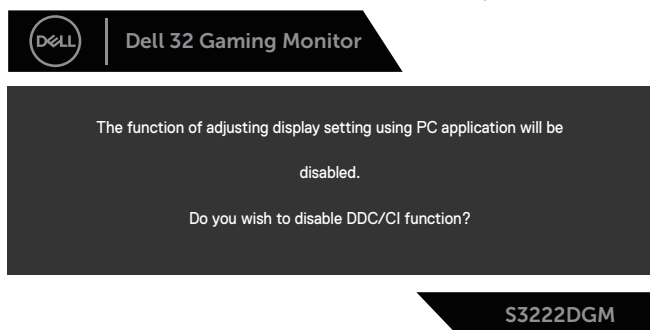 DELL
Dell 32 Gaming Monitor
The function of adjusting display setting using PC application will be
disabled.
Do you wish to disable DDC/CI function?
S3222DGM